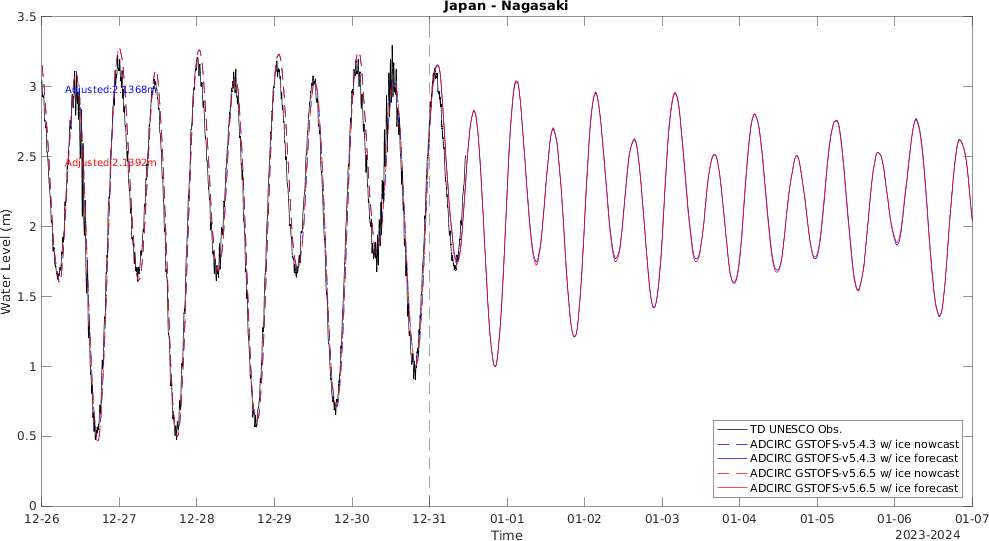 Japan - Nagasaki
3.5
3
2.5
2
1.5
1
0.5
0
Water Level (m)
Adjusted:2.1368m
Adjusted:2.1392m
TD UNESCO Obs.
ADCIRC GSTOFS-v5.4.3 w/ ice nowcast
ADCIRC GSTOFS-v5.4.3 w/ ice forecast
ADCIRC GSTOFS-v5.6.5 w/ ice nowcast
ADCIRC GSTOFS-v5.6.5 w/ ice forecast
12-26 12-27 12-28 12-29 12-30 12-31 01-01 01-02 01-03 01-04 01-05 01-06 01-07
Time
2023-2024